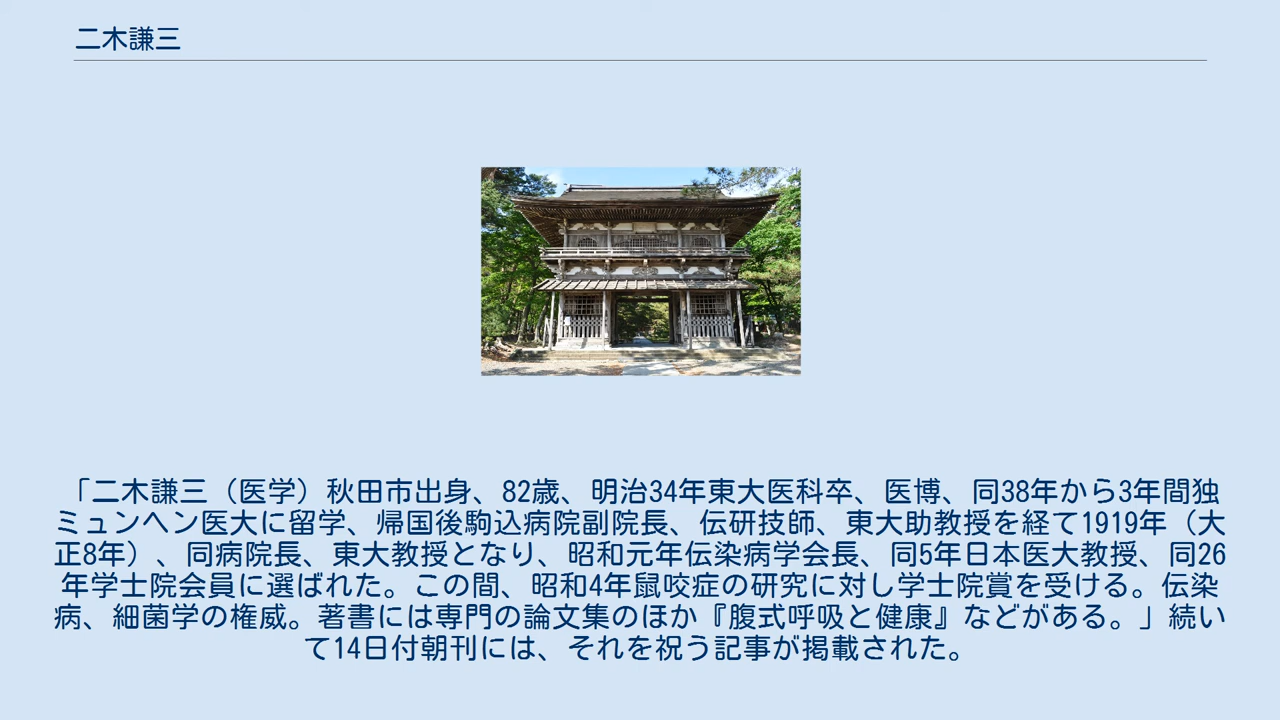 二木謙三
「二木謙三（医学）秋田市出身、82歳、明治34年東大医科卒、医博、同38年から3年間独
ミュンヘン医大に留学、帰国後駒込病院副院長、伝研技師、東大助教授を経て1919年（大
正8年）、同病院長、東大教授となり、昭和元年伝染病学会長、同5年日本医大教授、同26
年学士院会員に選ばれた。この間、昭和4年鼠咬症の研究に対し学士院賞を受ける。伝染
病、細菌学の権威。著書には専門の論文集のほか『腹式呼吸と健康』などがある。」続い
て14日付朝刊には、それを祝う記事が掲載された。